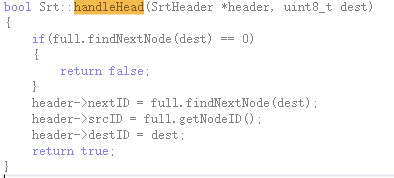 bool Srt::handleHead(SrtHeader *header, uint8_t dest)
{
    if(full.findNextNode(dest) == 0)
    {
        return false;
    }
    header->nextID = full.findNextNode(dest);
    header->srcID = full.getNodeID();
    header->destID = dest;
    return true;
}